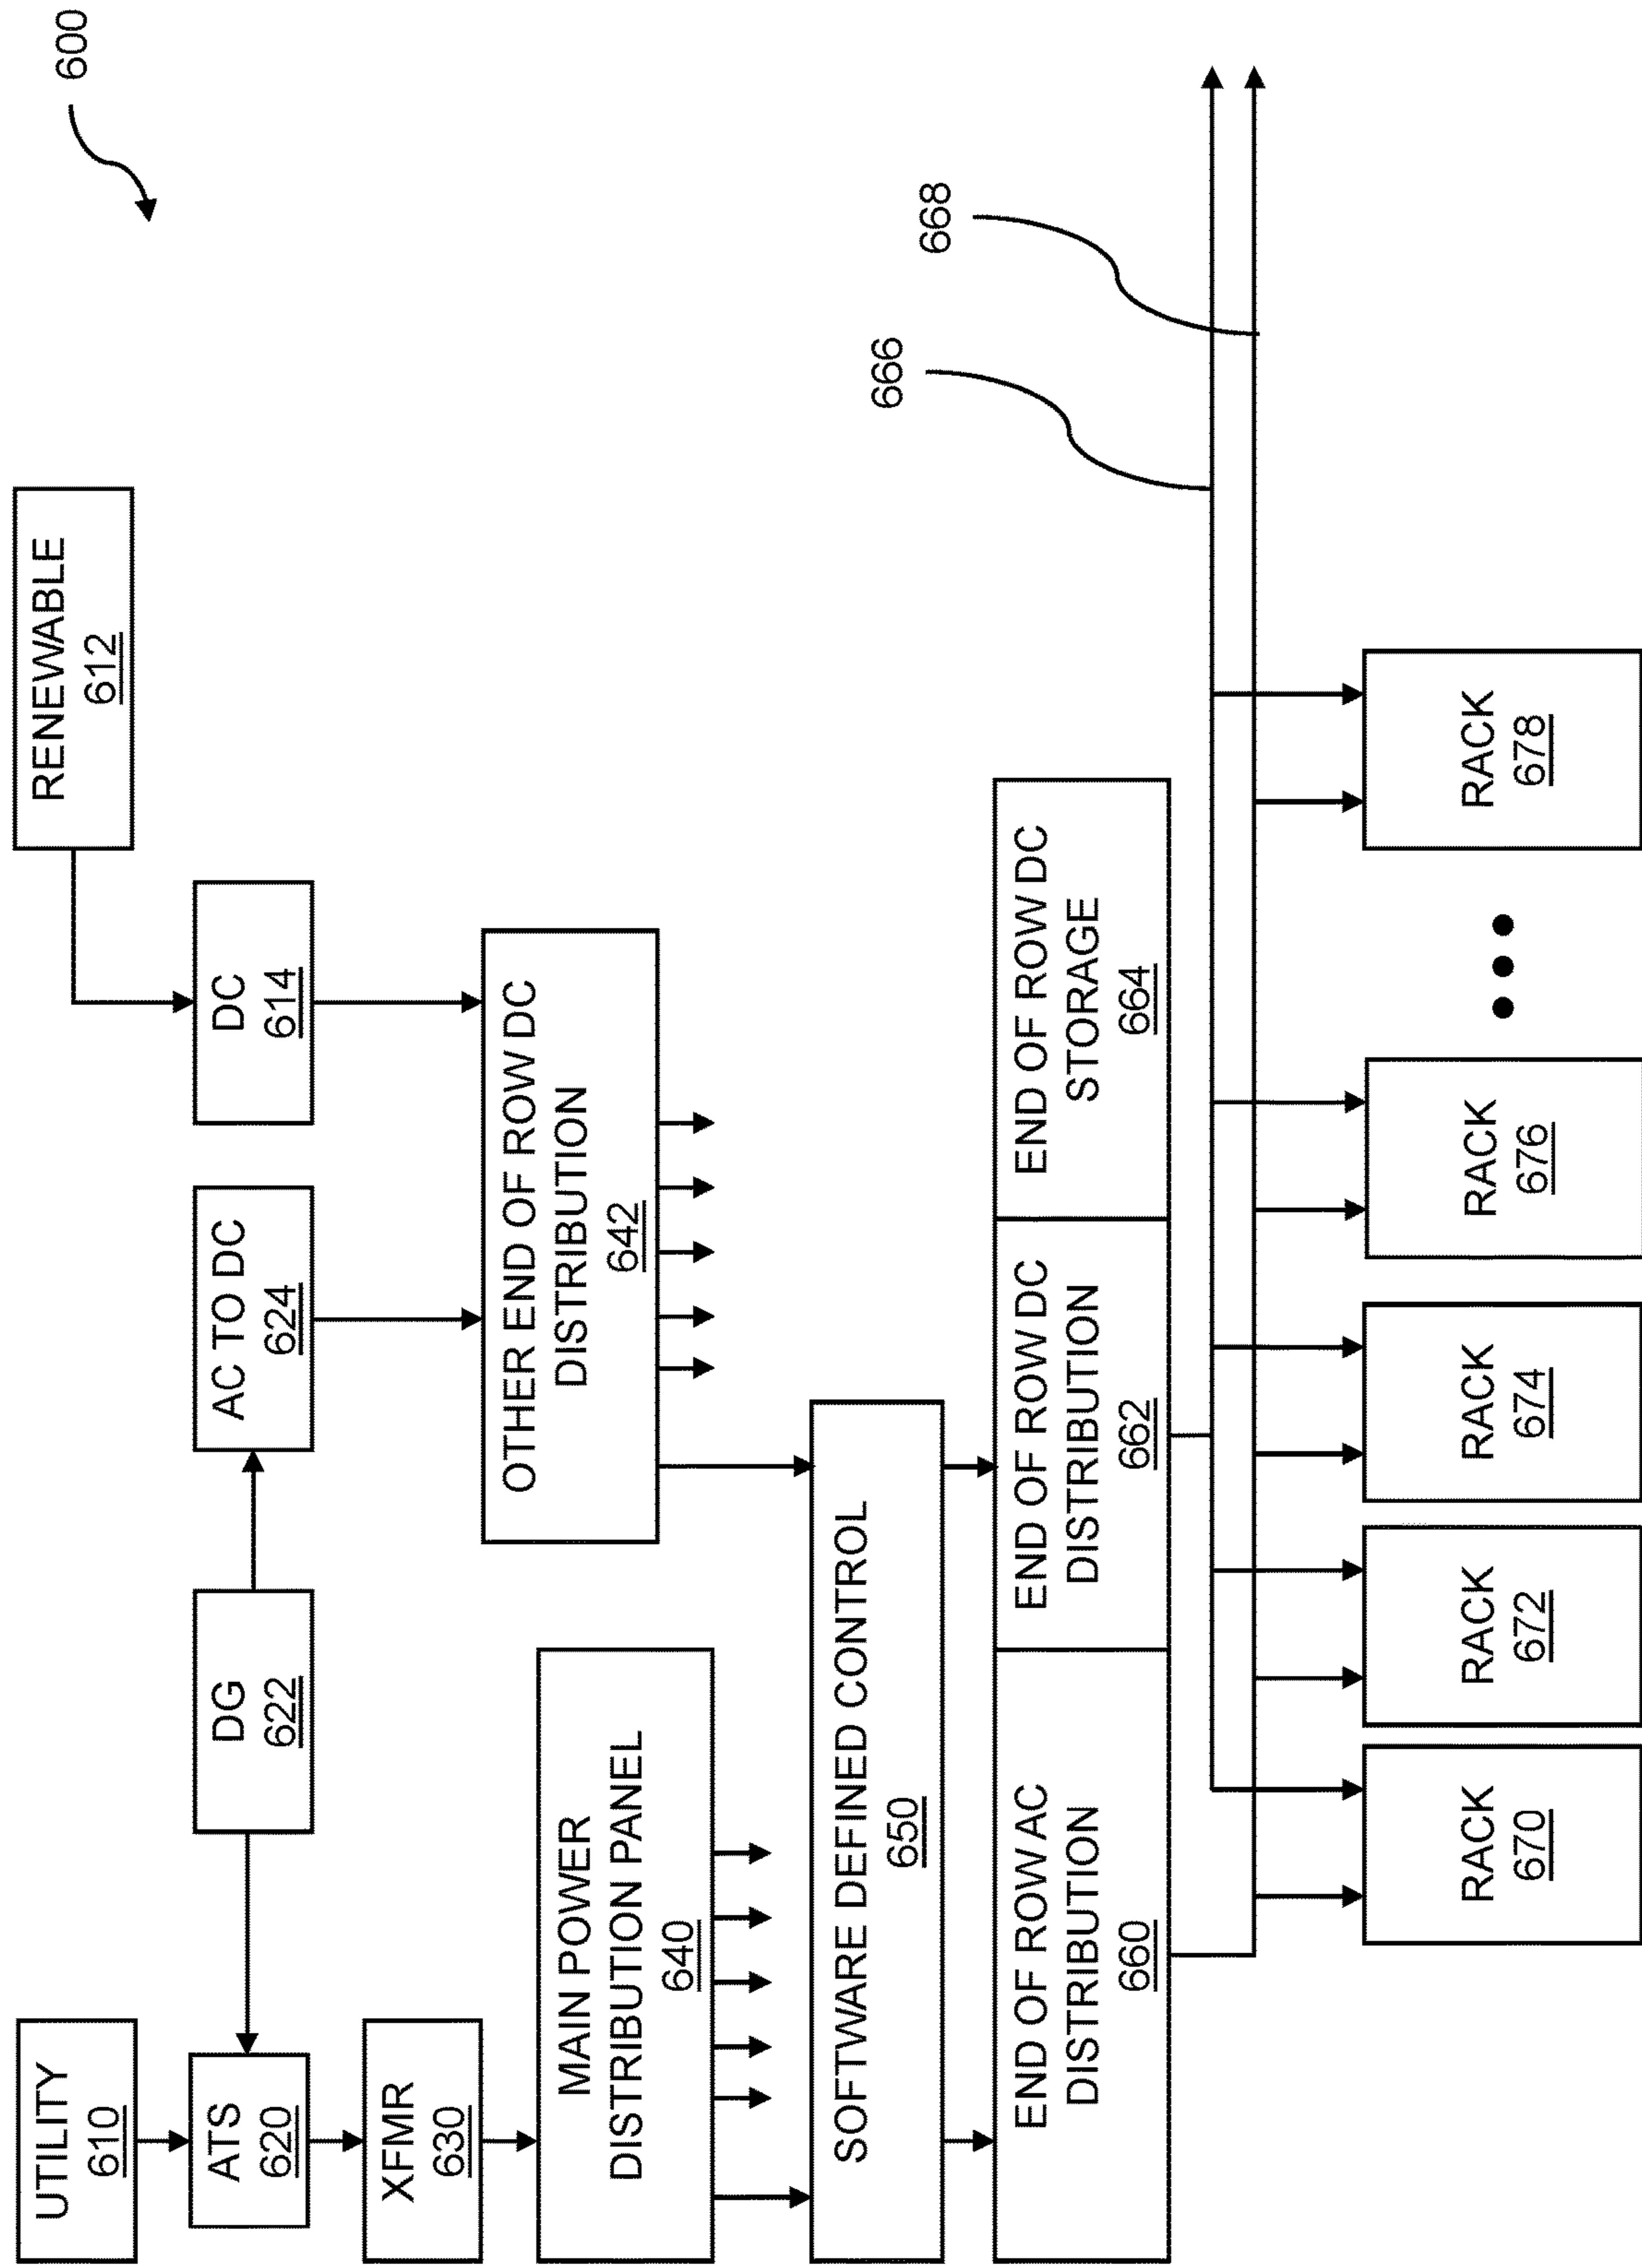 600
UTILITY
610
RENEWABLE
612
ATS
620
DG
622
AC TO DC
624
DC
614
XFMR
630
MAIN POWER
DISTRIBUTION PANEL
640
OTHER END OF ROW DC
DISTRIBUTION
642
SOFTWARE DEFINED CONTROL
650
END OF ROW AC
DISTRIBUTION
660
END OF ROW DC
DISTRIBUTION
662
END OF ROW DC
STORAGE
664
666
668
RACK
670
RACK
672
RACK
674
RACK
676
RACK
678